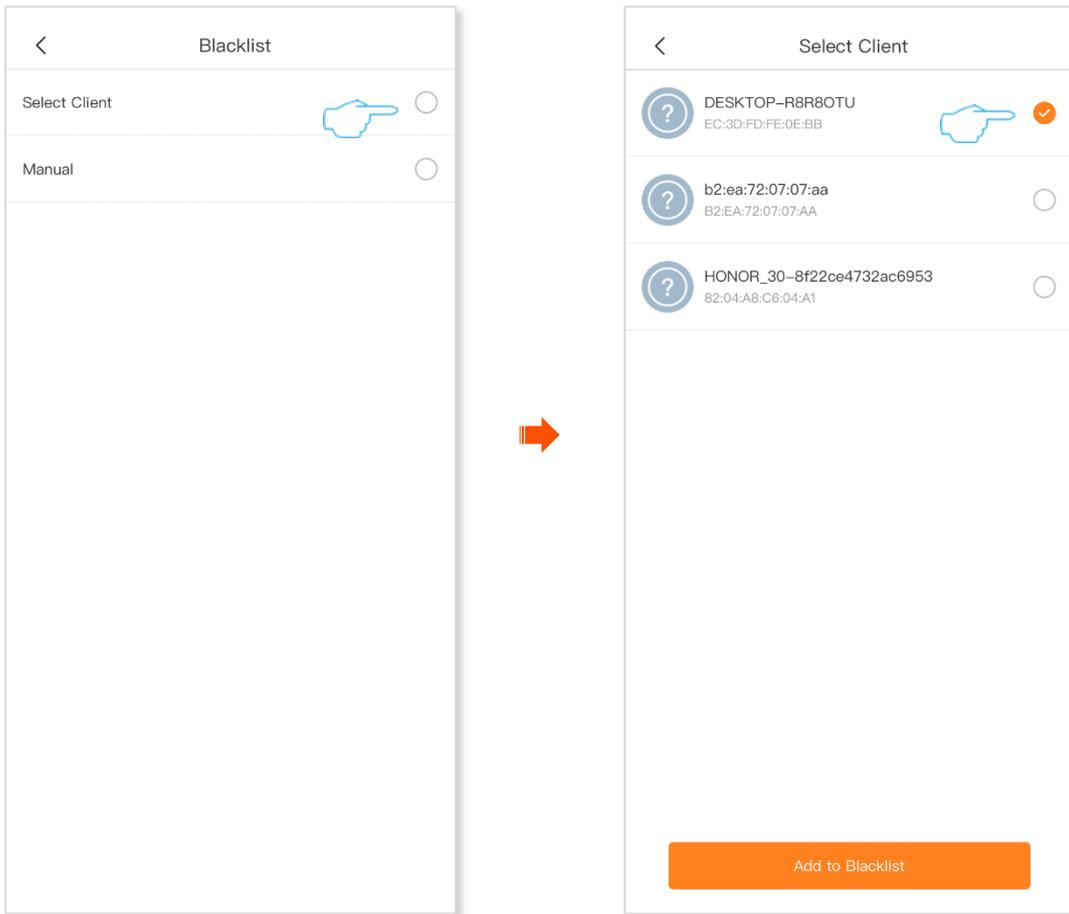 Blacklist
Select Client
Manual
Select Client
DESKTOP-R8R8OTU
EC:3D:FD:FE:0E:BB
b2:ea:72:07:07:aa
B2:EA:72:07:07:AA
HONOR_30-8f22ce4732ac6953
82:04:A8:C6:04:A1
Add to Blacklist